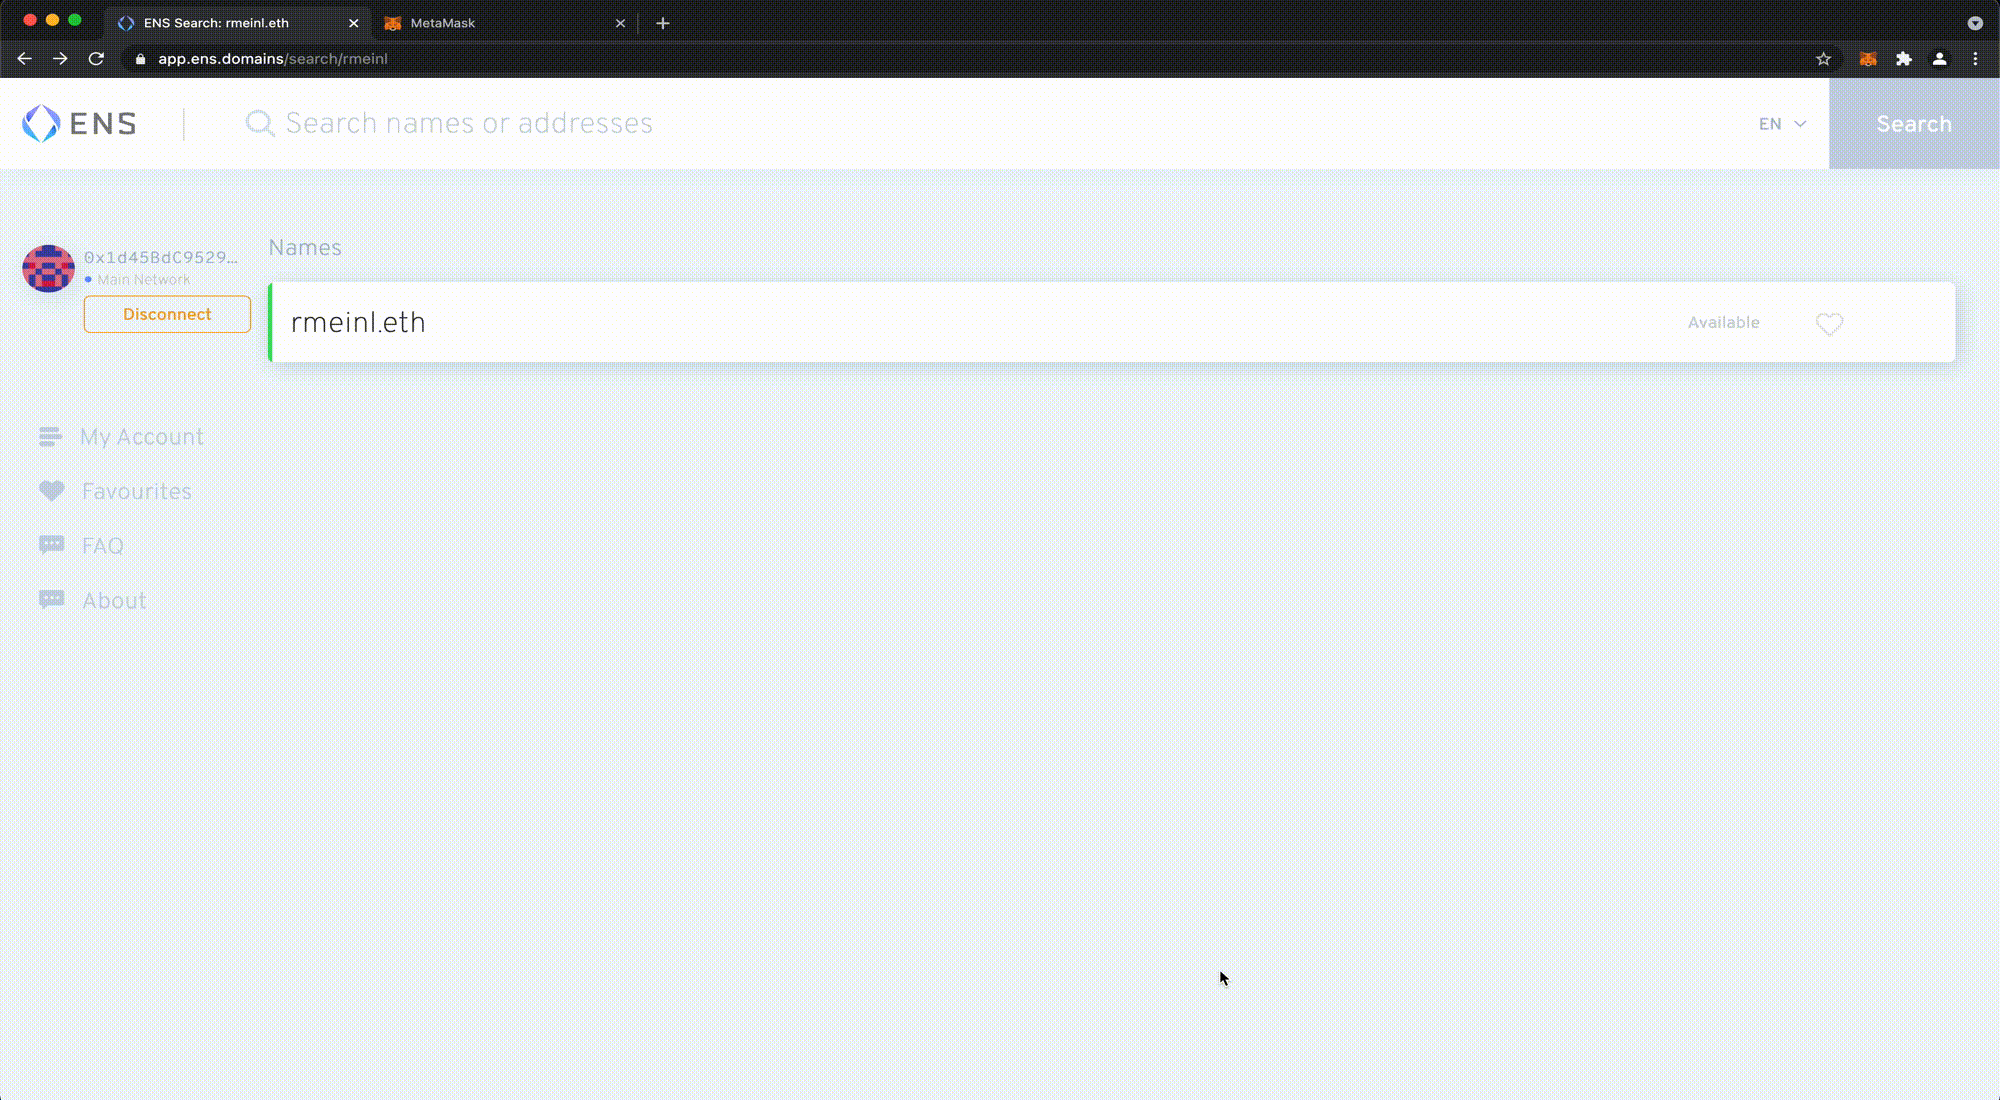 ENS Search: rmeinl.eth
MetaMask
app.ens.domains/search/rmeinl
ENS
Search names or addresses
EN
Search
0x1d45BdC9529…
Main Network
Disconnect
Names
rmeinl.eth
Available
My Account
Favourites
FAQ
About